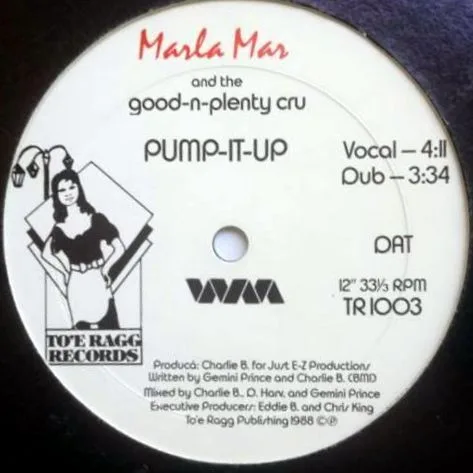 Marla Mar
and the
good-n-plenty cru
PUMP-IT-UP
Vocal – 4:11
Dub – 3:34
DAT
12" 33⅓ RPM
TR1003
TO'E RAGG
RECORDS
Produca: Charlie B. for Just E-Z Productions
Written by Gemini Prince and Charlie B. (BMI)
Mixed by Charlie B., D. Harv, and Gemini Prince
Executive Producers: Eddie B. and Chris King
To'e Ragg Publishing 1988 ©℗